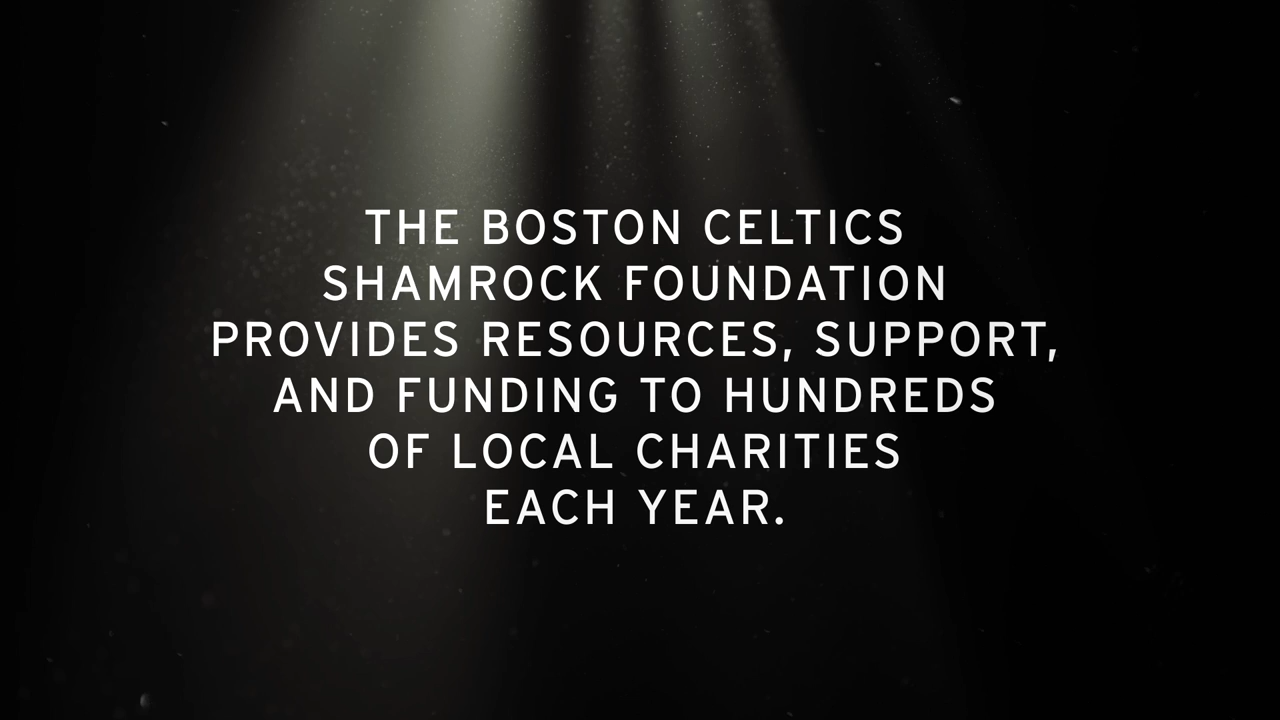 THE BOSTON CELTICS
SHAMROCK FOUNDATION
PROVIDES RESOURCES, SUPPORT,
AND FUNDING TO HUNDREDS
OF LOCAL CHARITIES
EACH YEAR.